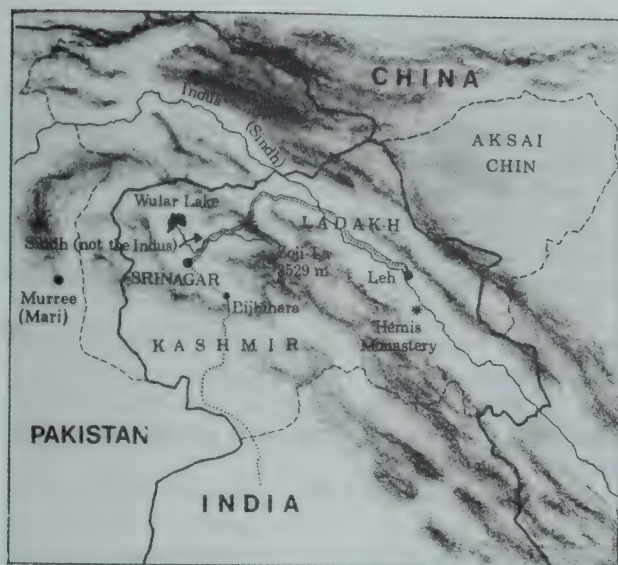 CHINA
Indus
(Sindh)
AKSAI
CHIN
Wular Lake
LADAKH
Sindh (not the Indus)
Zoji-La
3529 m
SRINAGAR
Leh
Murree
(Mari)
Bijbihara
Hemis
Monastery
KASHMIR
PAKISTAN
INDIA